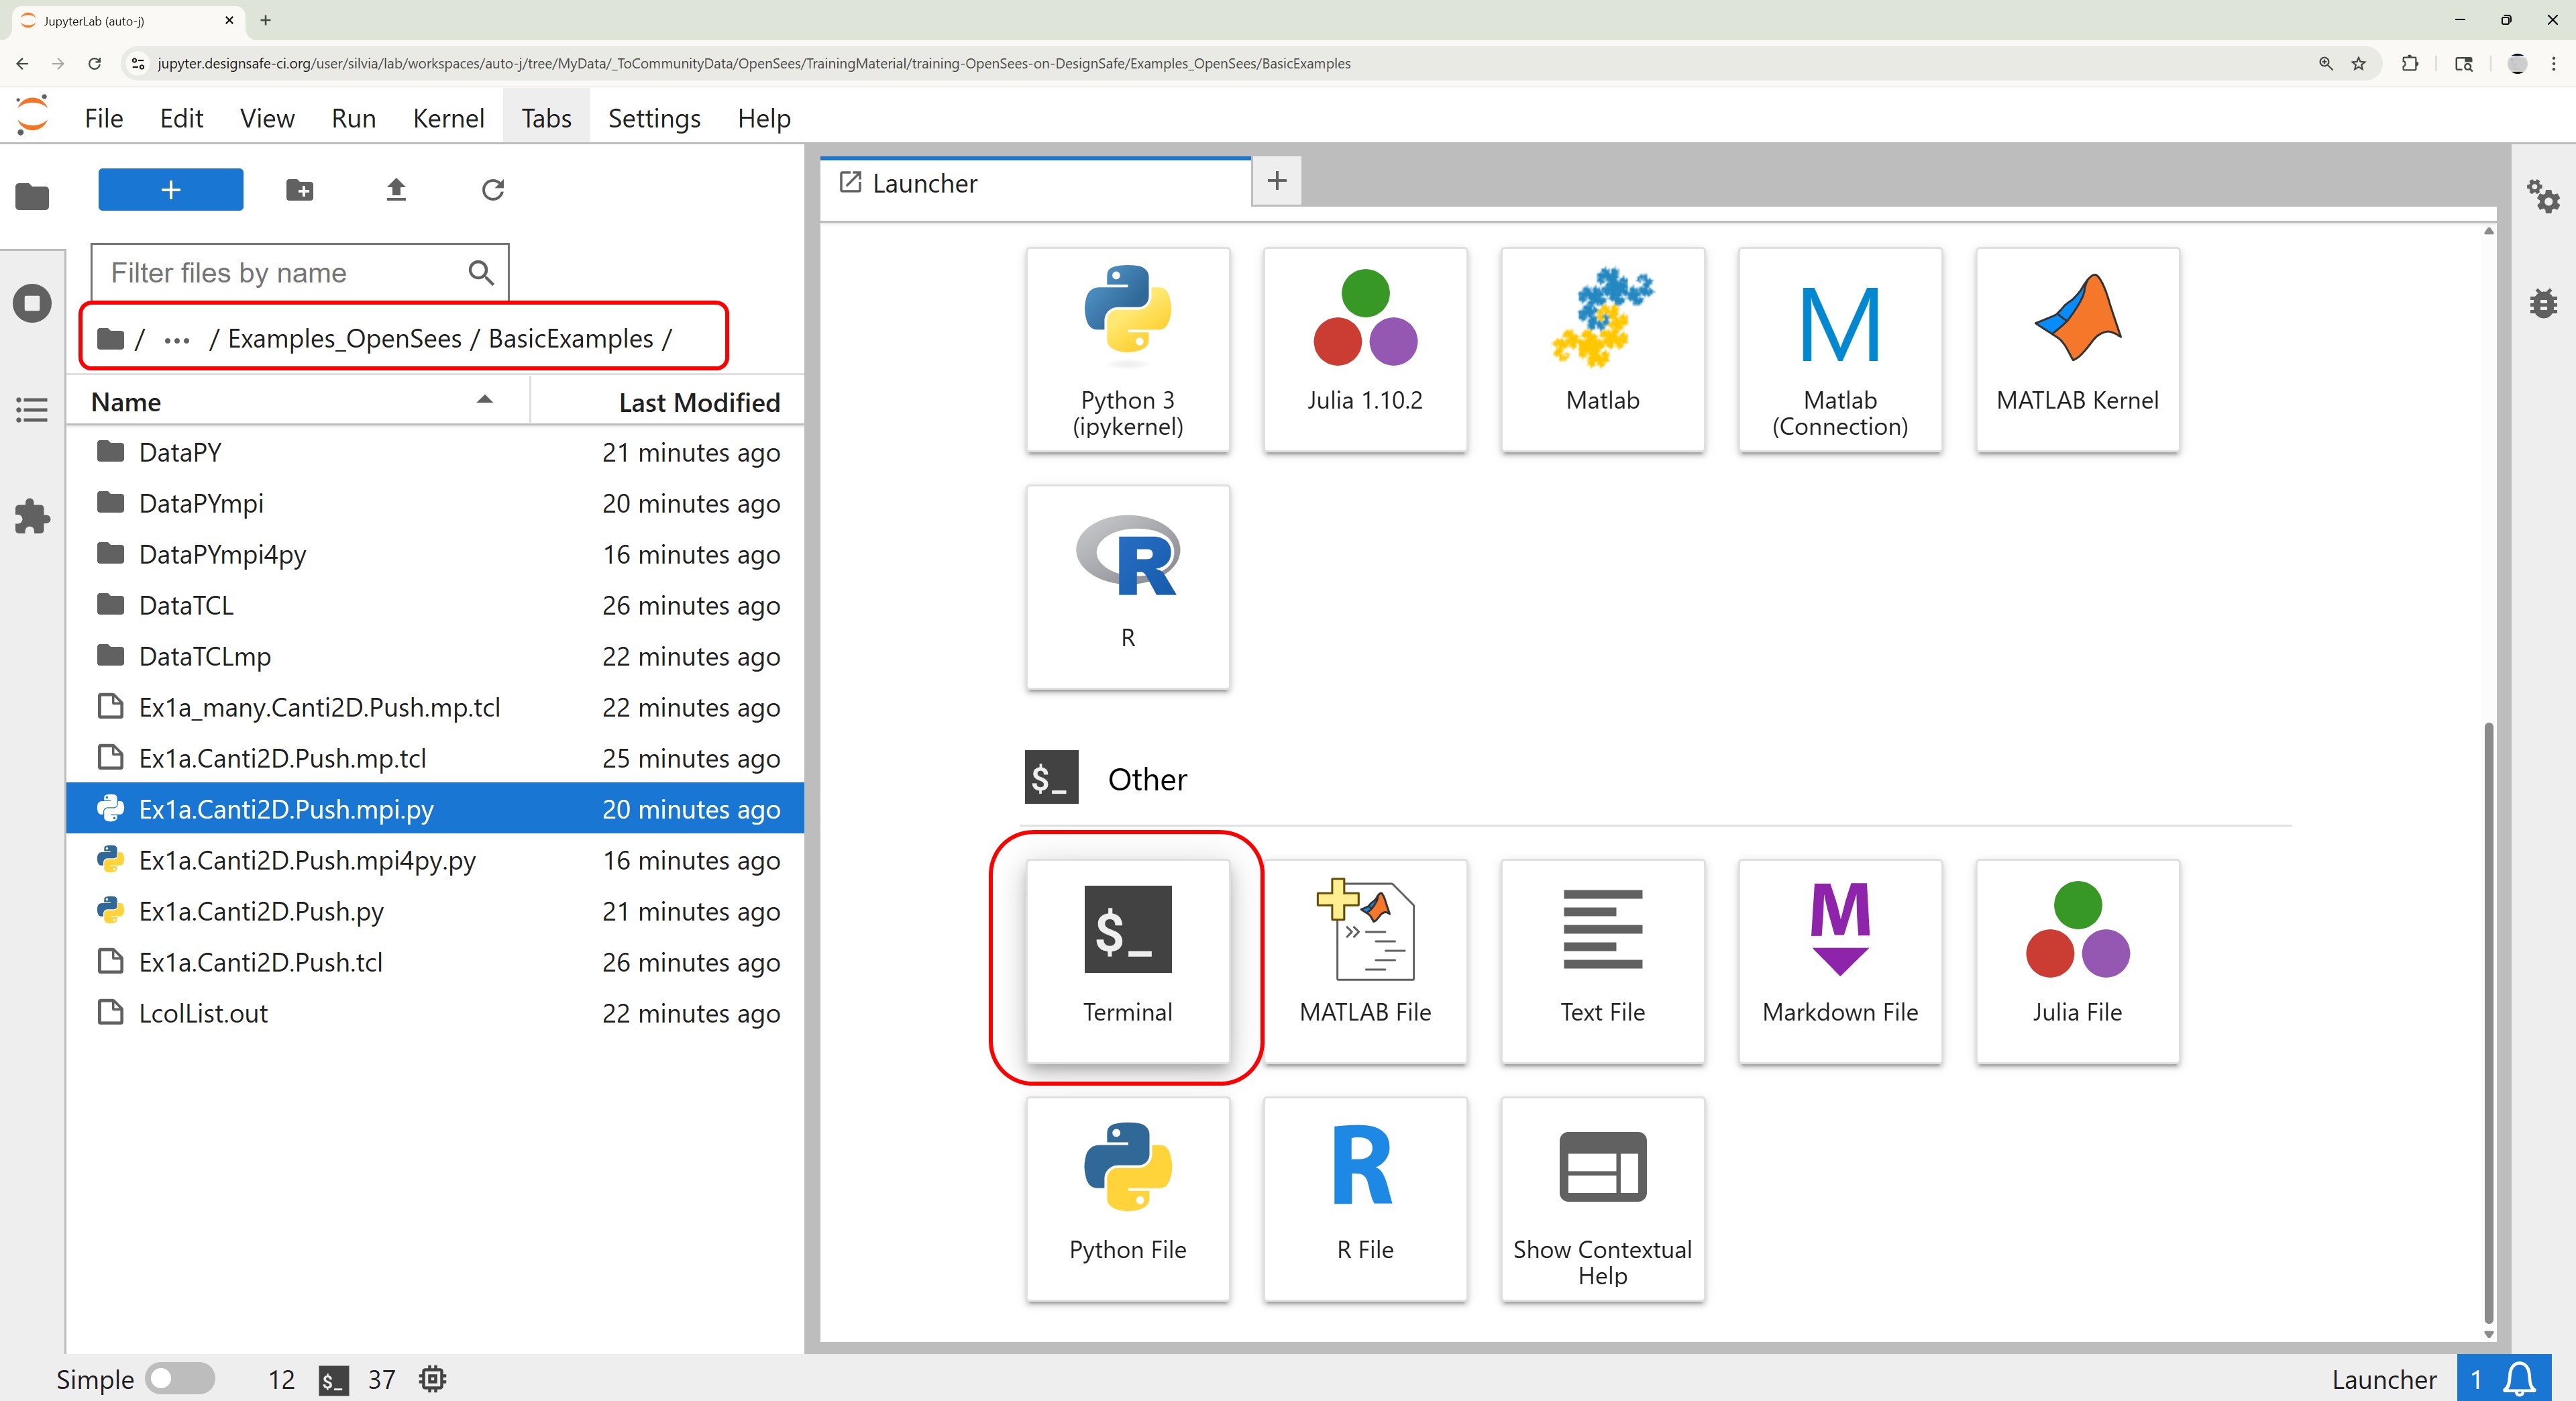 JupyterLab (auto-j)
jupyter.designsafe-ci.org/user/silvia/lab/workspaces/auto-j/tree/MyData/_ToCommunityData/OpenSees/TrainingMaterial/training-OpenSees-on-DesignSafe/Examples_OpenSees/BasicExamples
File Edit View Run Kernel Tabs Settings Help
Launcher
Filter files by name
/ ··· / Examples_OpenSees / BasicExamples /
Name Last Modified
DataPY 21 minutes ago
DataPYmpi 20 minutes ago
DataPYmpi4py 16 minutes ago
DataTCL 26 minutes ago
DataTCLmp 22 minutes ago
Ex1a_many.Canti2D.Push.mp.tcl 22 minutes ago
Ex1a.Canti2D.Push.mp.tcl 25 minutes ago
Ex1a.Canti2D.Push.mpi.py 20 minutes ago
Ex1a.Canti2D.Push.mpi4py.py 16 minutes ago
Ex1a.Canti2D.Push.py 21 minutes ago
Ex1a.Canti2D.Push.tcl 26 minutes ago
LcolList.out 22 minutes ago
M
Python 3
(ipykernel)
Julia 1.10.2
Matlab
Matlab
(Connection)
MATLAB Kernel
R
R
$_ Other
$_
M
Terminal
MATLAB File
Text File
Markdown File
Julia File
R
Python File
R File
Show Contextual
Help
Simple 12 $_ 37
Launcher 1